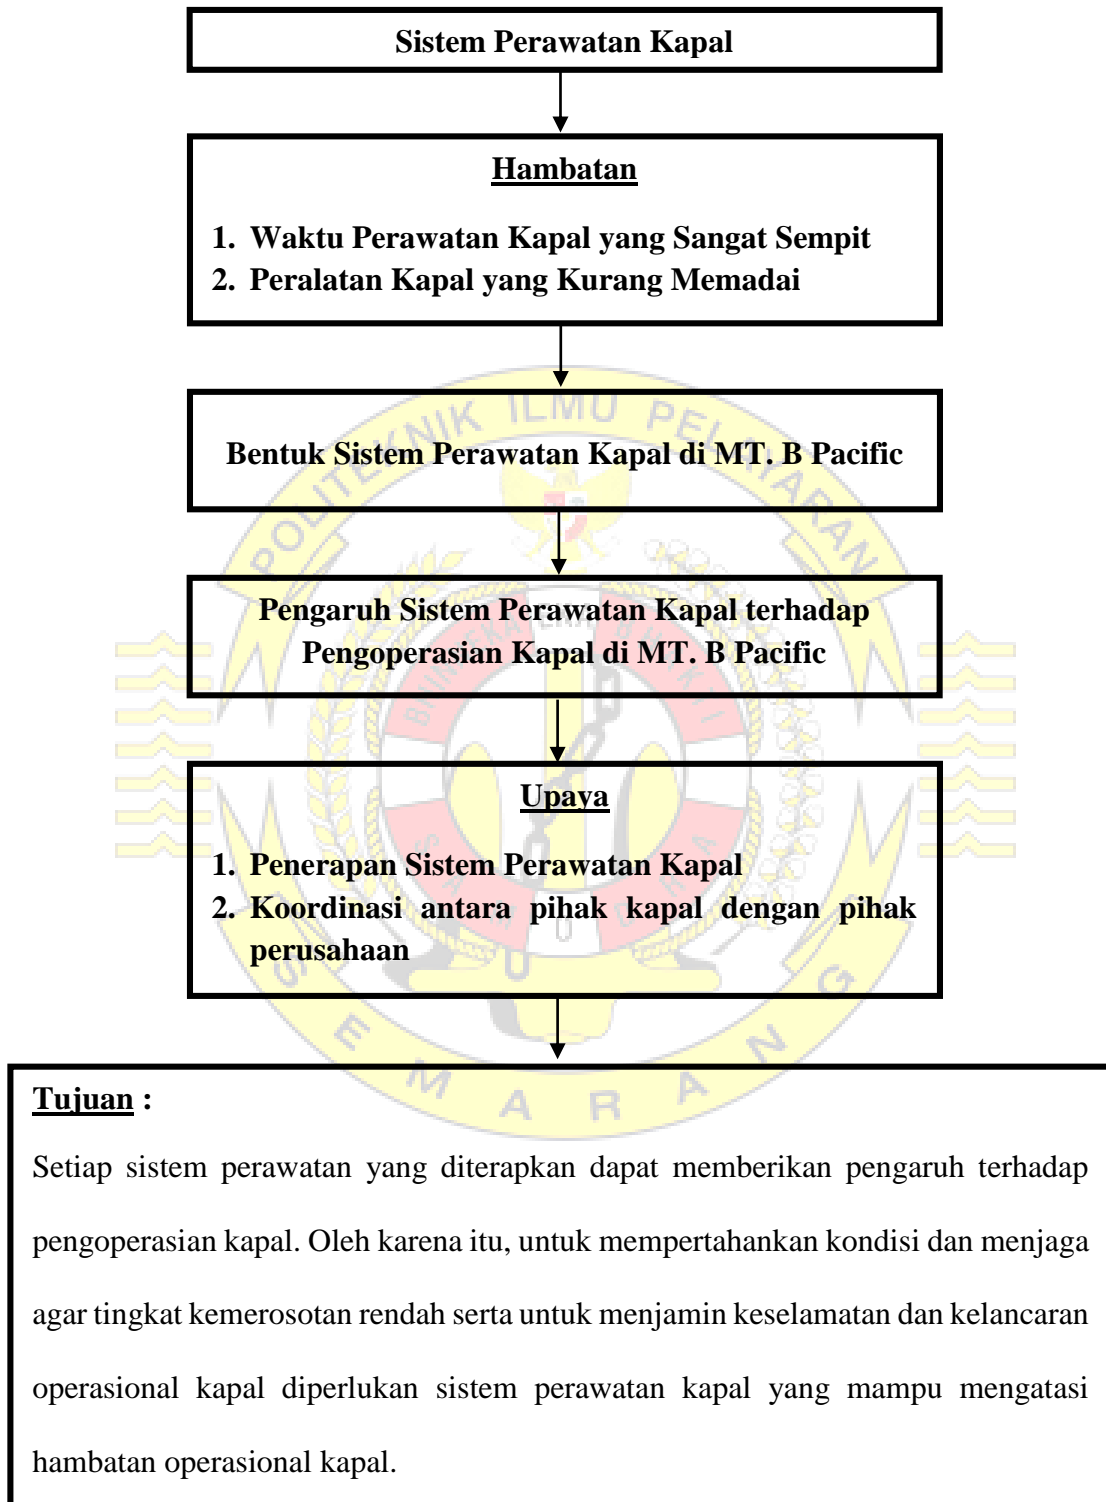 Sistem Perawatan Kapal
Hambatan
1. Waktu Perawatan Kapal yang Sangat Sempit
2. Peralatan Kapal yang Kurang Memadai
POLITEKNIK ILMU PELAYARAN
Bentuk Sistem Perawatan Kapal di MT. B Pacific
Pengaruh Sistem Perawatan Kapal terhadap
Pengoperasian Kapal di MT. B Pacific
Upaya
1. Penerapan Sistem Perawatan Kapal
2. Koordinasi antara pihak kapal dengan pihak
perusahaan
SEMARANG
Tujuan :
Setiap sistem perawatan yang diterapkan dapat memberikan pengaruh terhadap
pengoperasian kapal. Oleh karena itu, untuk mempertahankan kondisi dan menjaga
agar tingkat kemerosotan rendah serta untuk menjamin keselamatan dan kelancaran
operasional kapal diperlukan sistem perawatan kapal yang mampu mengatasi
hambatan operasional kapal.